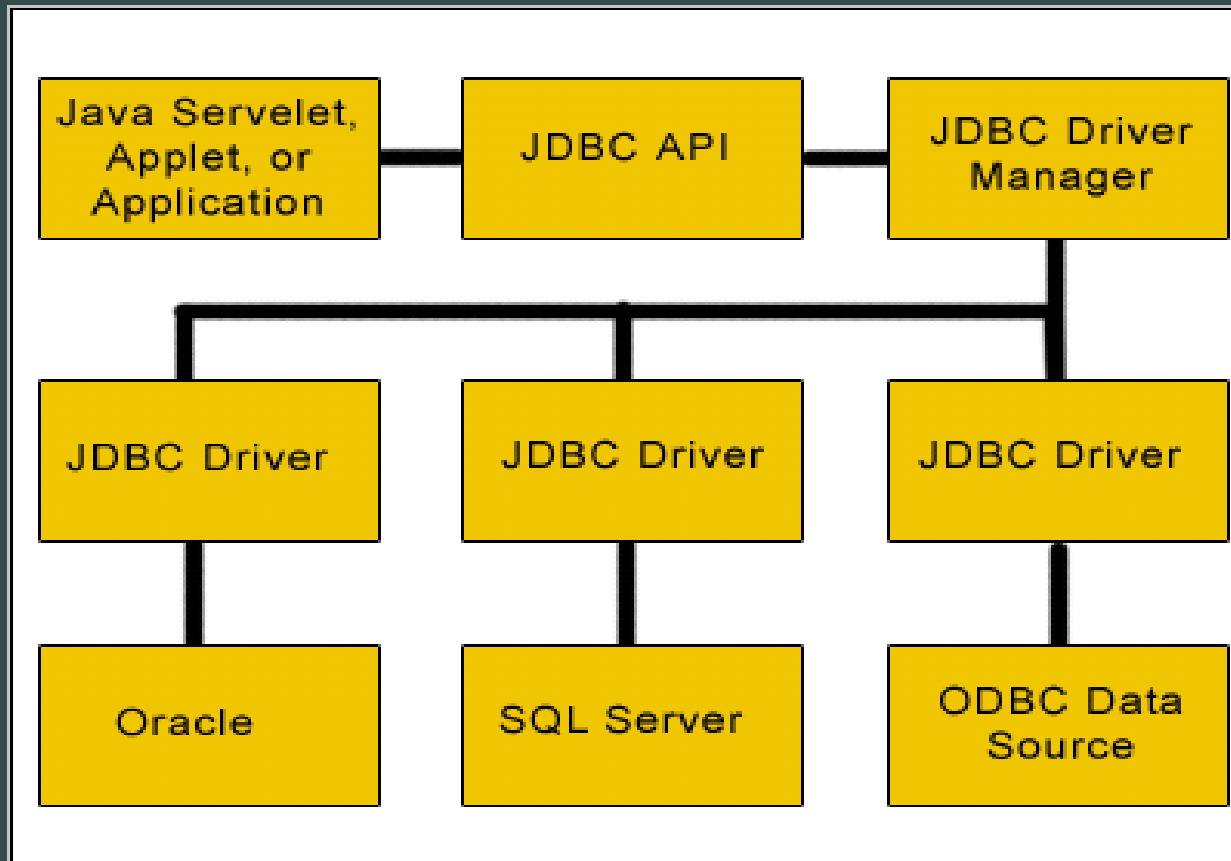 Java Servelet,
Applet, or
Application
JDBC API
JDBC Driver
Manager
JDBC Driver
JDBC Driver
JDBC Driver
Oracle
SQL Server
ODBC Data
Source